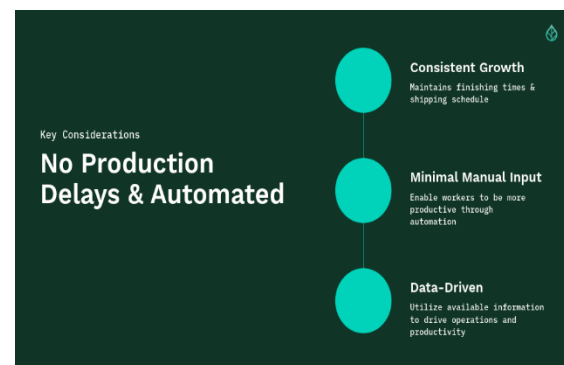 Key Considerations
No Production
Delays & Automated
Consistent Growth
Maintains finishing times &
shipping schedule
Minimal Manual Input
Enable workers to be more
productive through
automation
Data-Driven
Utilize available information
to drive operations and
productivity